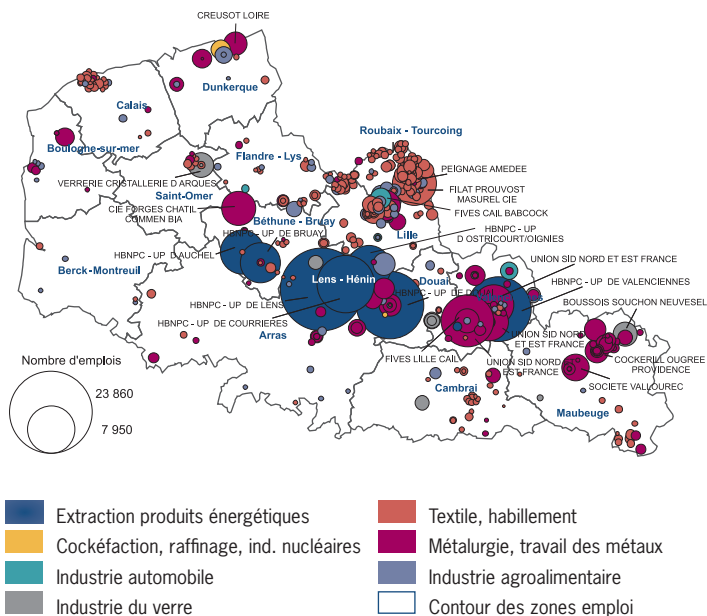 CREUSOT LOIRE
Dunkerque
Calais
Roubaix - Tourcoing
Boulogne-sur-mer
Flandre - Lys
PEIGNAGE AMEDEE
VERRERIE CRISTALLERIE D ARQUES
FILAT PROUVOST
MASUREL CIE
Saint-Omer
CIE FORGES CHATIL
COMMEN BIA
FIVES CAIL BABCOCK
Béthune - Bruay
Lille
HBNPC - UP
D OSTRICOURT/OIGNIES
HBNPC - UP DE BRUAY
HBNPC - UP D AUCHEL
UNION SID NORD ET EST FRANCE
Berck-Montreuil
Lens - Hénin
Douai
HBNPC - UP DE VALENCIENNES
HBNPC - UP DE LENS
HBNPC - UP DE D
BOUSSOIS SOUCHON NEUVESEL
HBNPC - UP DE COURRIERES
Arras
UNION SID NORD
ET EST FRANCE
FIVES LILLE CAIL
UNION SID NORD
EST FRANCE
COCKERILL OUGREE
PROVIDENCE
Cambrai
SOCIETE VALLOUREC
Maubeuge
Nombre d'emplois
23 860
7 950
Extraction produits énergétiques
Textile, habillement
Cockéfaction, raffinage, ind. nucléaires
Métalurgie, travail des métaux
Industrie automobile
Industrie agroalimentaire
Industrie du verre
Contour des zones emploi